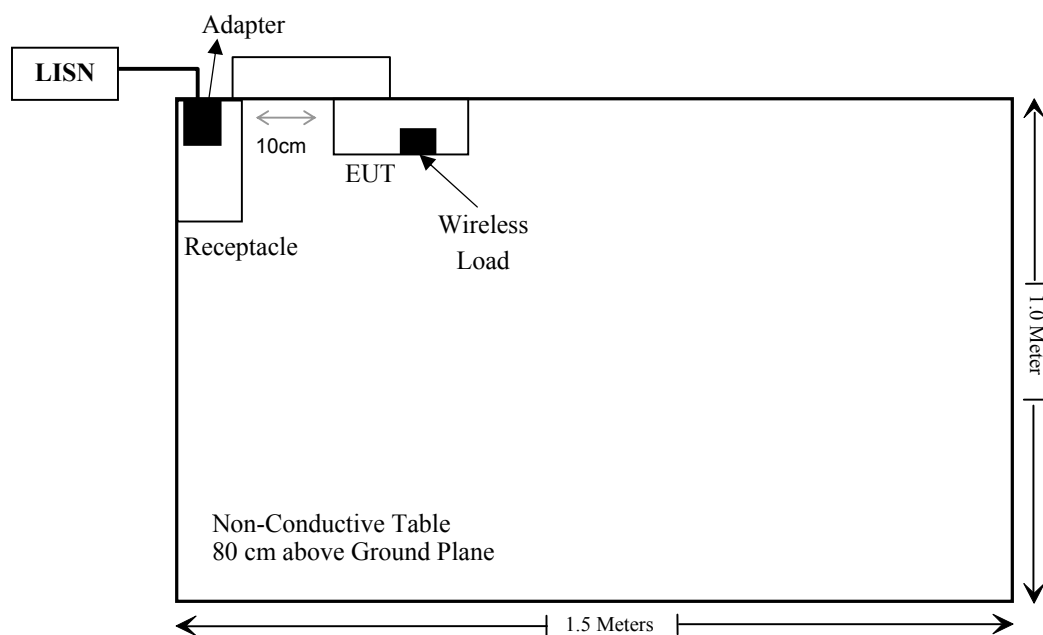 Adapter
LISN
10cm
EUT
Wireless
Load
Receptacle
1.0 Meter
Non-Conductive Table
80 cm above Ground Plane
1.5 Meters